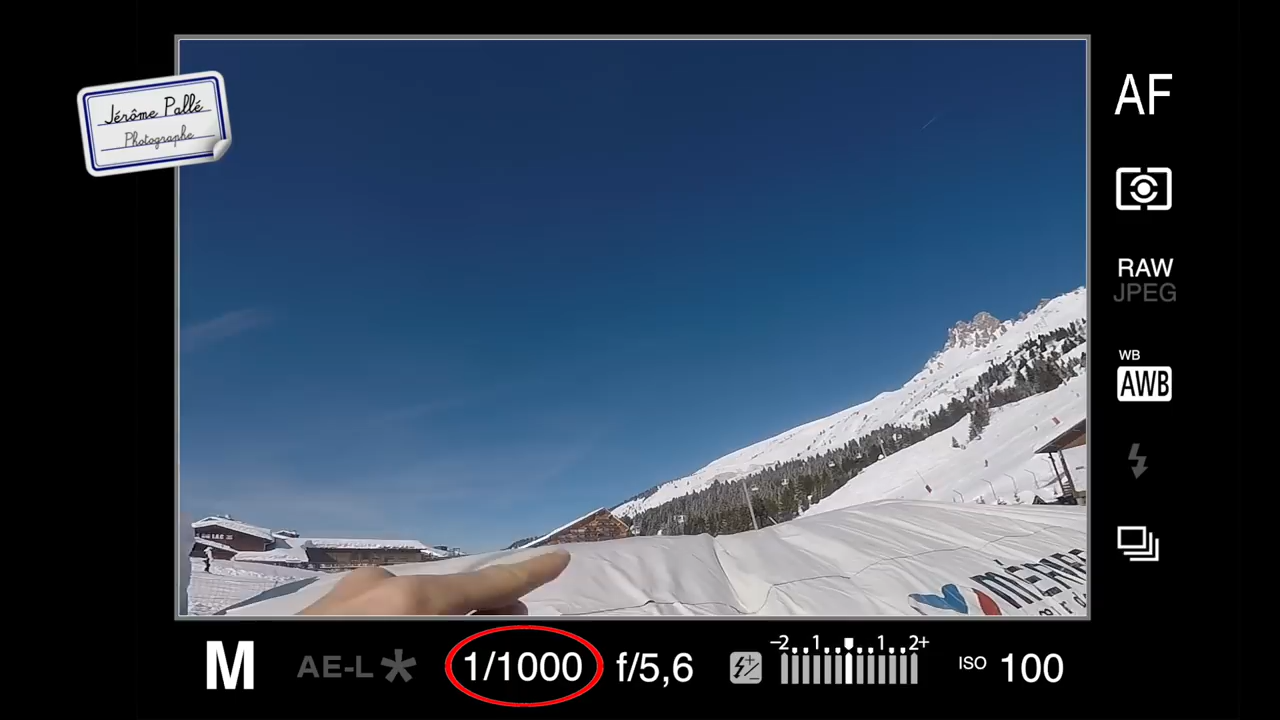 Jérôme Pallé
Photographe
AF
RAW
JPEG
WB
AWB
M
AE-L
1/1000
f/5,6
−2..1..▪..1..2+
ISO 100